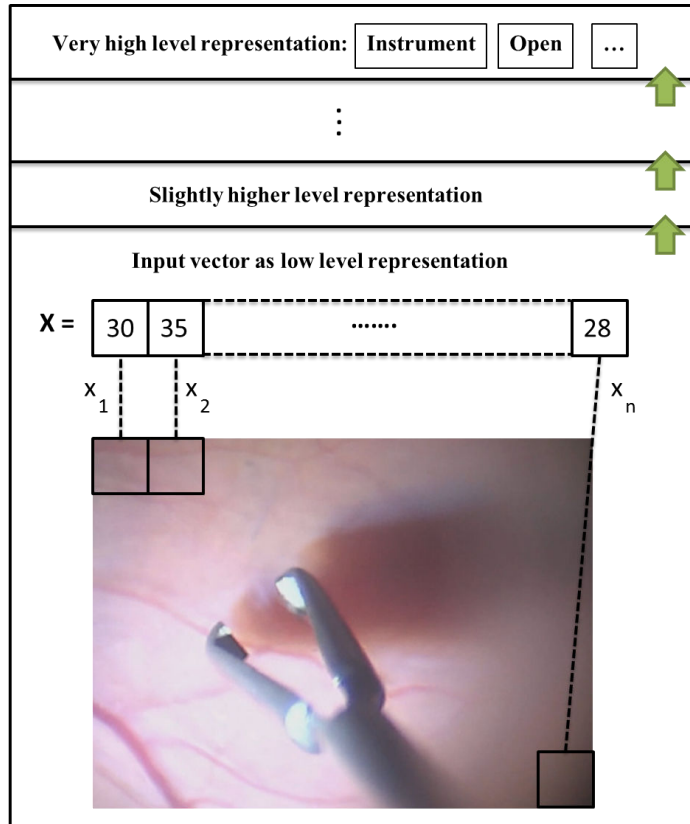 Very high level representation: Instrument Open ...
⋮
Slightly higher level representation
Input vector as low level representation
X = 30 35 ....... 28
x1 x2 xn